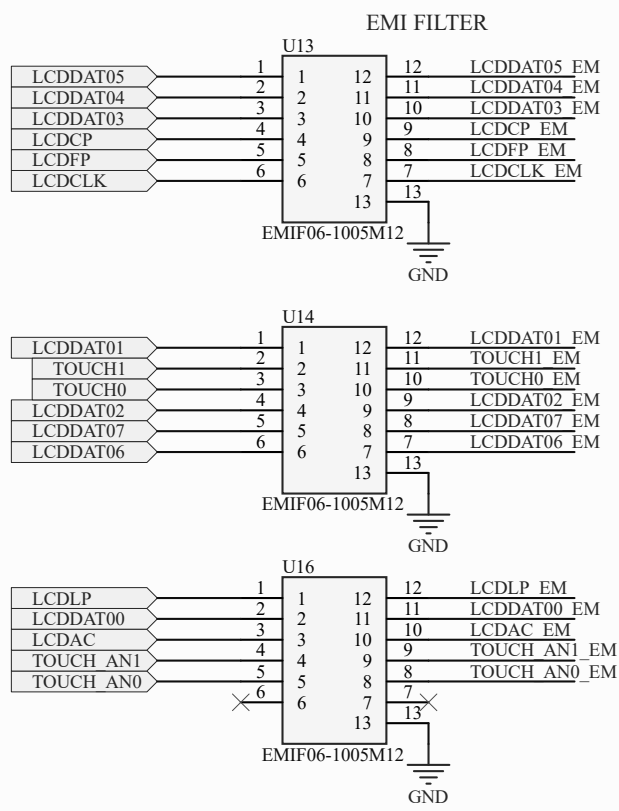 EMI FILTER
U13
LCDDAT05 1 1 12 12 LCDDAT05_EM
LCDDAT04 2 2 11 11 LCDDAT04_EM
LCDDAT03 3 3 10 10 LCDDAT03_EM
LCDCP 4 4 9 9 LCDCP_EM
LCDFP 5 5 8 8 LCDFP_EM
LCDCLK 6 6 7 7 LCDCLK_EM
13 13
EMIF06-1005M12
GND
U14
LCDDAT01 1 1 12 12 LCDDAT01_EM
TOUCH1 2 2 11 11 TOUCH1_EM
TOUCH0 3 3 10 10 TOUCH0_EM
LCDDAT02 4 4 9 9 LCDDAT02_EM
LCDDAT07 5 5 8 8 LCDDAT07_EM
LCDDAT06 6 6 7 7 LCDDAT06_EM
13 13
EMIF06-1005M12
GND
U16
LCDLP 1 1 12 12 LCDLP_EM
LCDDAT00 2 2 11 11 LCDDAT00_EM
LCDAC 3 3 10 10 LCDAC_EM
TOUCH_AN1 4 4 9 9 TOUCH_AN1_EM
TOUCH_AN0 5 5 8 8 TOUCH_AN0_EM
6 6 7 7
13 13
EMIF06-1005M12
GND